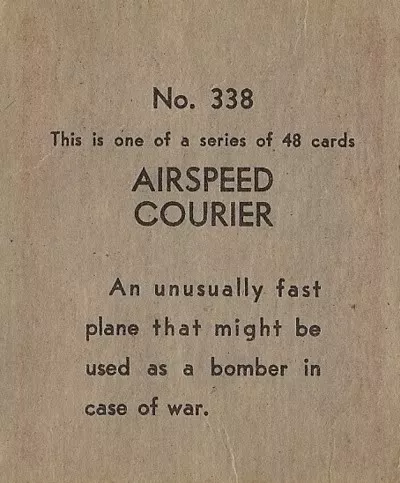 No. 338
This is one of a series of 48 cards
AIRSPEED
COURIER
An unusually fast
plane that might be
used as a bomber in
case of war.